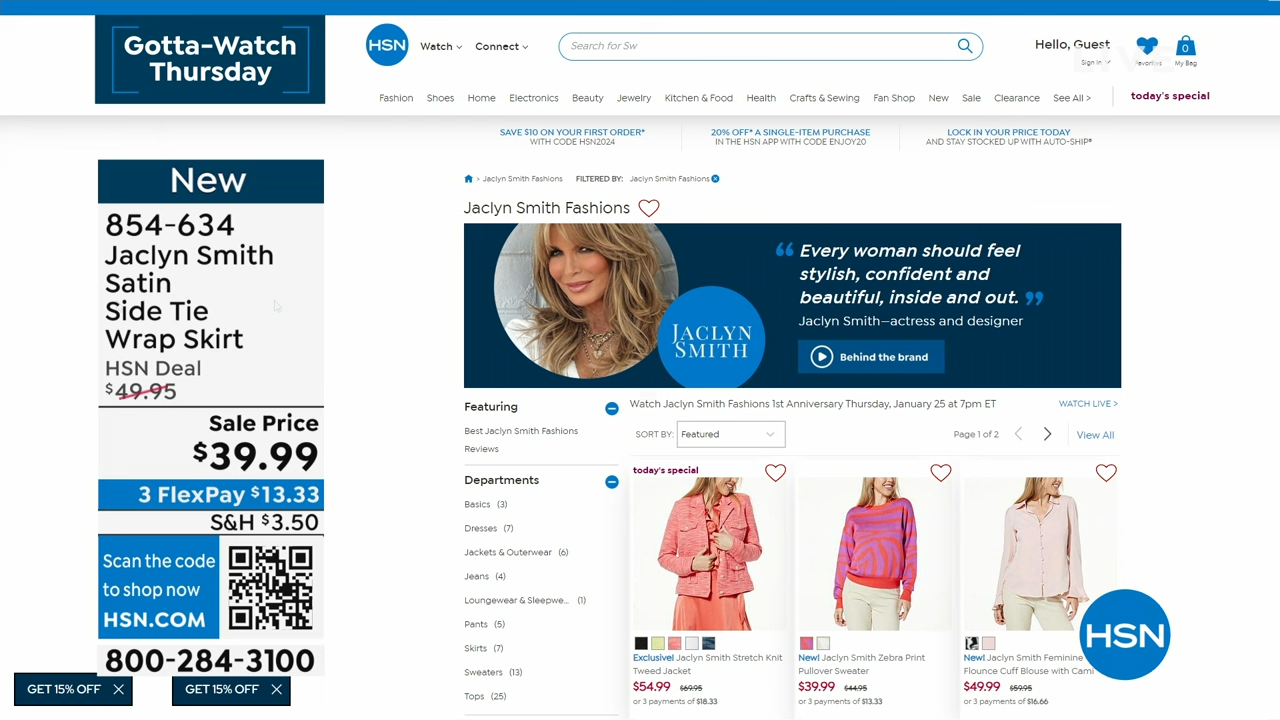 Gotta-Watch
Thursday
HSN
Watch
Connect
Search for Sw
Hello, Guest
Sign In
Favorites
0
My Bag
Fashion Shoes Home Electronics Beauty Jewelry Kitchen & Food Health Crafts & Sewing Fan Shop New Sale Clearance See All > today's special
SAVE $10 ON YOUR FIRST ORDER*
WITH CODE HSN2024
20% OFF* A SINGLE-ITEM PURCHASE
IN THE HSN APP WITH CODE ENJOY20
LOCK IN YOUR PRICE TODAY
AND STAY STOCKED UP WITH AUTO-SHIP®
New
854-634
Jaclyn Smith
Satin
Side Tie
Wrap Skirt
HSN Deal
$49.95
Sale Price
$39.99
3 FlexPay $13.33
S&H $3.50
Scan the code
to shop now
HSN.COM
800-284-3100
GET 15% OFF
GET 15% OFF
> Jaclyn Smith Fashions FILTERED BY: Jaclyn Smith Fashions
Jaclyn Smith Fashions
JACLYN
SMITH
“ Every woman should feel
stylish, confident and
beautiful, inside and out. ”
Jaclyn Smith—actress and designer
Behind the brand
Featuring
Best Jaclyn Smith Fashions
Reviews
Departments
Basics (3)
Dresses (7)
Jackets & Outerwear (6)
Jeans (4)
Loungewear & Sleepwe... (1)
Pants (5)
Skirts (7)
Sweaters (13)
Tops (25)
Watch Jaclyn Smith Fashions 1st Anniversary Thursday, January 25 at 7pm ET
WATCH LIVE >
SORT BY: Featured
Page 1 of 2
View All
today's special
Exclusive! Jaclyn Smith Stretch Knit
Tweed Jacket
$54.99 $69.95
or 3 payments of $18.33
New! Jaclyn Smith Zebra Print
Pullover Sweater
$39.99 $44.95
or 3 payments of $13.33
New! Jaclyn Smith Feminine
Flounce Cuff Blouse with Cami
$49.99 $59.95
or 3 payments of $16.66
HSN